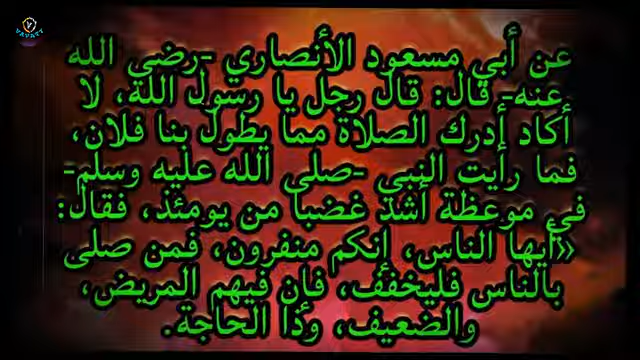 VAVATT
عن أبي مسعود الأنصاري -رضي الله
عنه- قال: قال رجل يا رسول الله، لا
أكاد أدرك الصلاة مما يطول بنا فلان،
فما رأيت النبي -صلى الله عليه وسلم-
في موعظة أشد غضبا من يومئذ، فقال:
«أيها الناس، إنكم منفرون، فمن صلى
بالناس فليخفف، فإن فيهم المريض،
والضعيف، وذا الحاجة.